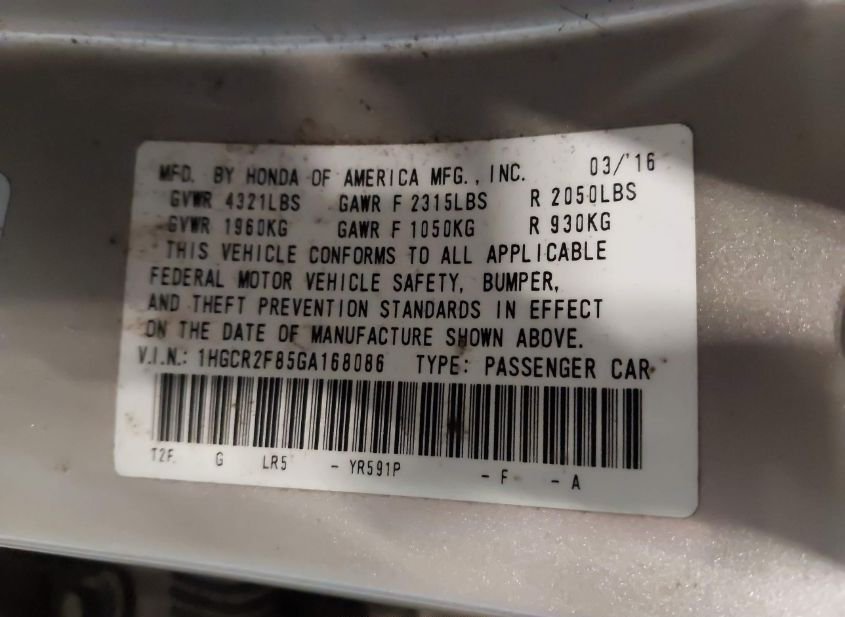 MFD. BY HONDA OF AMERICA MFG., INC. 03/'16
GVWR 4321LBS GAWR F 2315LBS R 2050LBS
GVWR 1960KG GAWR F 1050KG R 930KG
THIS VEHICLE CONFORMS TO ALL APPLICABLE
FEDERAL MOTOR VEHICLE SAFETY, BUMPER,
AND THEFT PREVENTION STANDARDS IN EFFECT
ON THE DATE OF MANUFACTURE SHOWN ABOVE.
V.I.N.: 1HGCR2F85GA168086 TYPE: PASSENGER CAR
T2F G LR5 - YR591P - F - A